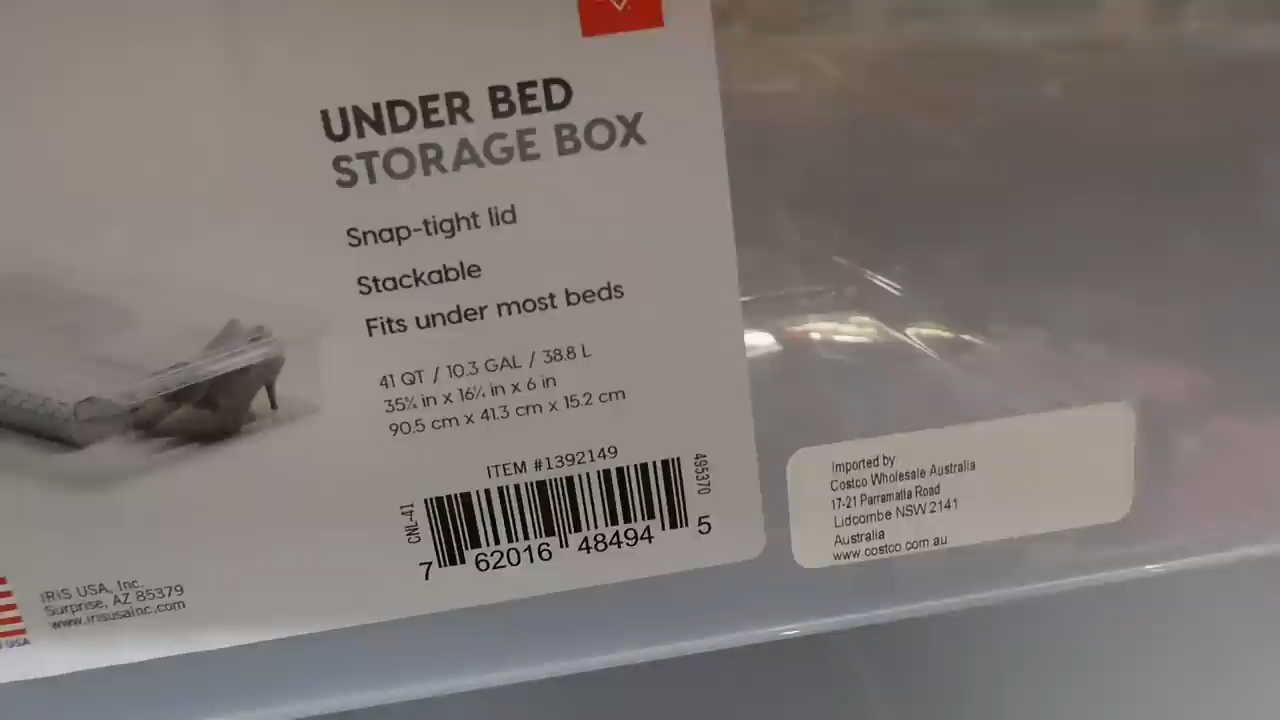 UNDER BED
STORAGE BOX
Snap-tight lid
Stackable
Fits under most beds
41 QT / 10.3 GAL / 38.8 L
in x 16¼ in x 6 in
90.5 cm x 41.3 cm x 15.2 cm
ITEM #1392149
CNL-41
495370
7 62016 48494 5
IRIS USA, Inc.
Surprise, AZ 85379
www.irisusainc.com
USA
Imported by
Costco Wholesale Australia
17-21 Parramatta Road
Lidcombe NSW 2141
Australia
www.costco.com.au